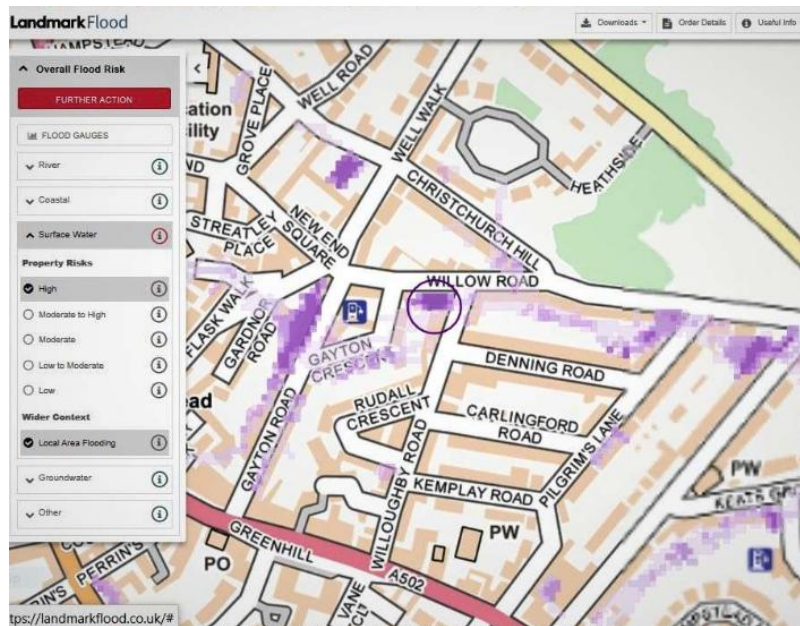 LandmarkFlood
Downloads
Order Details
Useful Info
HAMPSTEAD
Overall Flood Risk
FURTHER ACTION
FLOOD GAUGES
River
Coastal
Surface Water
Property Risks
High
Moderate to High
Moderate
Low to Moderate
Low
Wider Context
Local Area Flooding
Groundwater
Other
WELL ROAD
GROVE PLACE
WELL WALK
HEATHSIDE
CHRISTCHURCH HILL
STREATLEY
PLACE
NEW END
SQUARE
WILLOW ROAD
FLASK WALK
GARDNOR
ROAD
GAYTON
CRESCENT
DENNING ROAD
RUDALL
CRESCENT
CARLINGFORD
ROAD
GAYTON ROAD
WILLOUGHBY ROAD
KEMPLAY ROAD
PILGRIM'S LANE
PW
PW
GREENHILL
A502
PO
PERRIN'S
VANE
tps://landmarkflood.co.uk/#